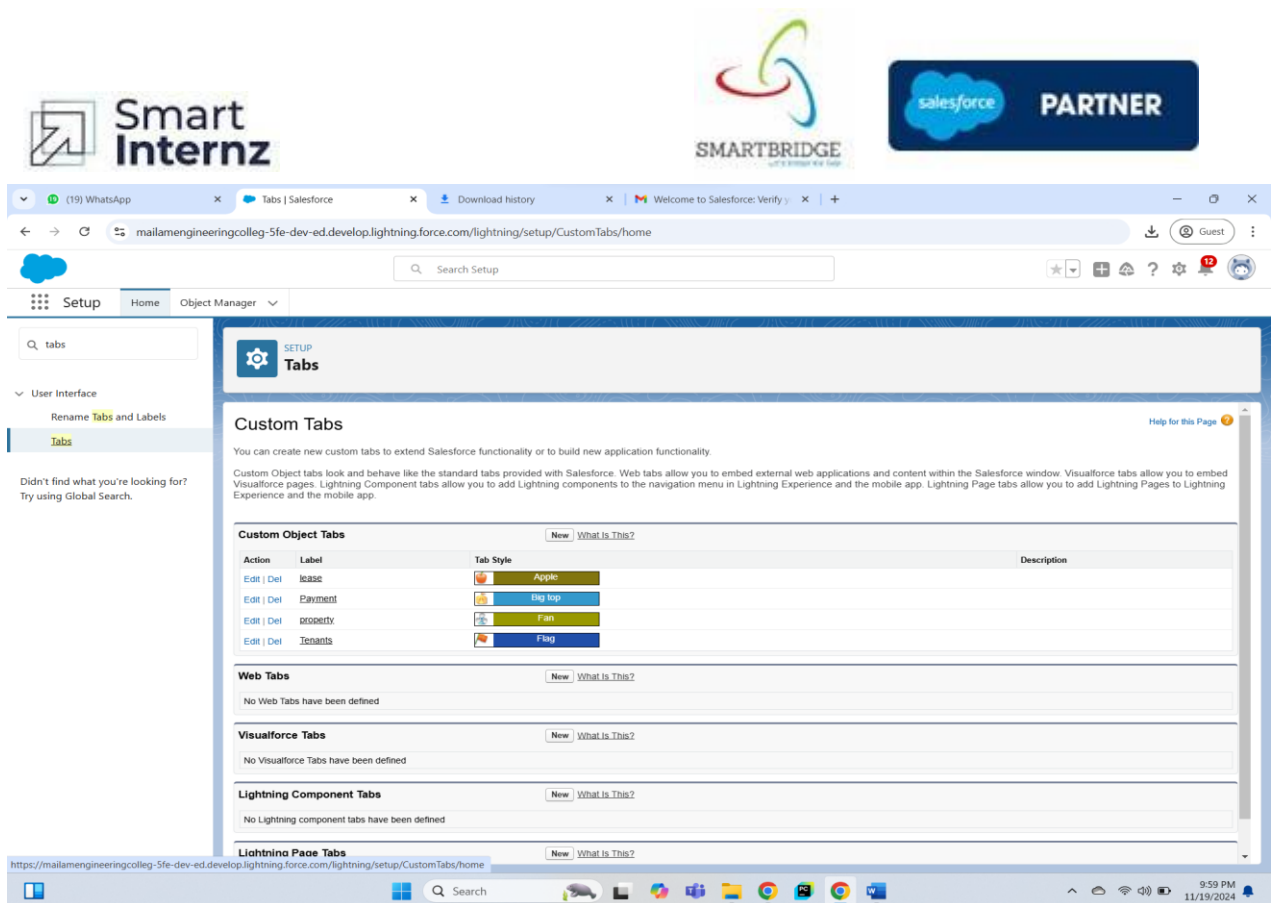 Smart
Internz
SMARTBRIDGE
salesforce PARTNER
(19) WhatsApp
Tabs | Salesforce
Download history
Welcome to Salesforce: Verify y
mailamengineeringcolleg-5fe-dev-ed.develop.lightning.force.com/lightning/setup/CustomTabs/home
Guest
Search Setup
12
Setup Home Object Manager
tabs
User Interface
Rename Tabs and Labels
Tabs
Didn't find what you're looking for?
Try using Global Search.
SETUP
Tabs
Custom Tabs
Help for this Page
You can create new custom tabs to extend Salesforce functionality or to build new application functionality.
Custom Object tabs look and behave like the standard tabs provided with Salesforce. Web tabs allow you to embed external web applications and content within the Salesforce window. Visualforce tabs allow you to embed
Visualforce pages. Lightning Component tabs allow you to add Lightning components to the navigation menu in Lightning Experience and the mobile app. Lightning Page tabs allow you to add Lightning Pages to Lightning
Experience and the mobile app.
Custom Object Tabs New What Is This?
Action Label Tab Style Description
Edit | Del lease Apple
Edit | Del Payment Big top
Edit | Del property Fan
Edit | Del Tenants Flag
Web Tabs New What Is This?
No Web Tabs have been defined
Visualforce Tabs New What Is This?
No Visualforce Tabs have been defined
Lightning Component Tabs New What Is This?
No Lightning component tabs have been defined
Lightning Page Tabs New What Is This?
https://mailamengineeringcolleg-5fe-dev-ed.develop.lightning.force.com/lightning/setup/CustomTabs/home
Search
9:59 PM
11/19/2024